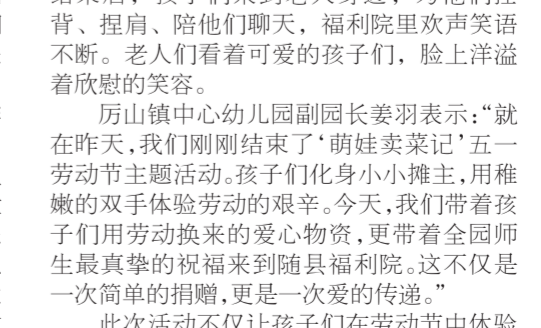 背、捏肩、陪他们聊天，福利院里欢声笑语
不断。老人们看着可爱的孩子们，脸上洋溢
着欣慰的笑容。
厉山镇中心幼儿园副园长姜羽表示：“就
在昨天，我们刚刚结束了‘萌娃卖菜记’五一
劳动节主题活动。孩子们化身小小摊主，用稚
嫩的双手体验劳动的艰辛。今天，我们带着孩
子们用劳动换来的爱心物资，更带着全园师
生最真挚的祝福来到随县福利院。这不仅是
一次简单的捐赠，更是一次爱的传递。”
此次活动不仅让孩子们在劳动节中体验